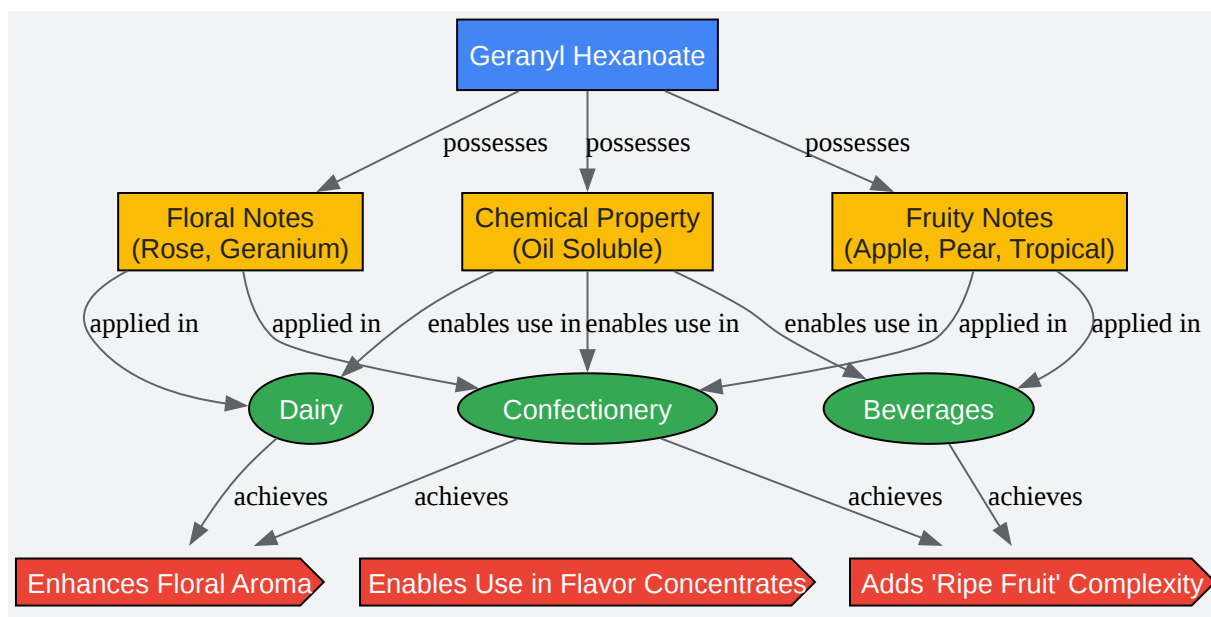 Geranyl Hexanoate
possesses
possesses
possesses
Floral Notes
(Rose, Geranium)
Chemical Property
(Oil Soluble)
Fruity Notes
(Apple, Pear, Tropical)
applied in
applied in
enables use in
enables use in
enables use in
applied in
applied in
Dairy
Confectionery
Beverages
achieves
achieves
achieves
achieves
Enhances Floral Aroma
Enables Use in Flavor Concentrates
Adds 'Ripe Fruit' Complexity